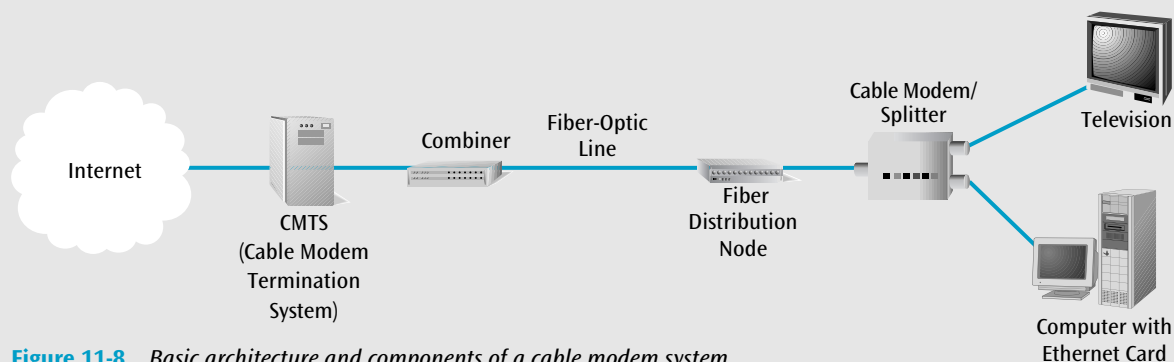 Internet
CMTS
(Cable Modem
Termination
System)
Combiner
Fiber-Optic
Line
Fiber
Distribution
Node
Cable Modem/
Splitter
Television
Computer with
Ethernet Card
Figure 11-8 Basic architecture and components of a cable modem system